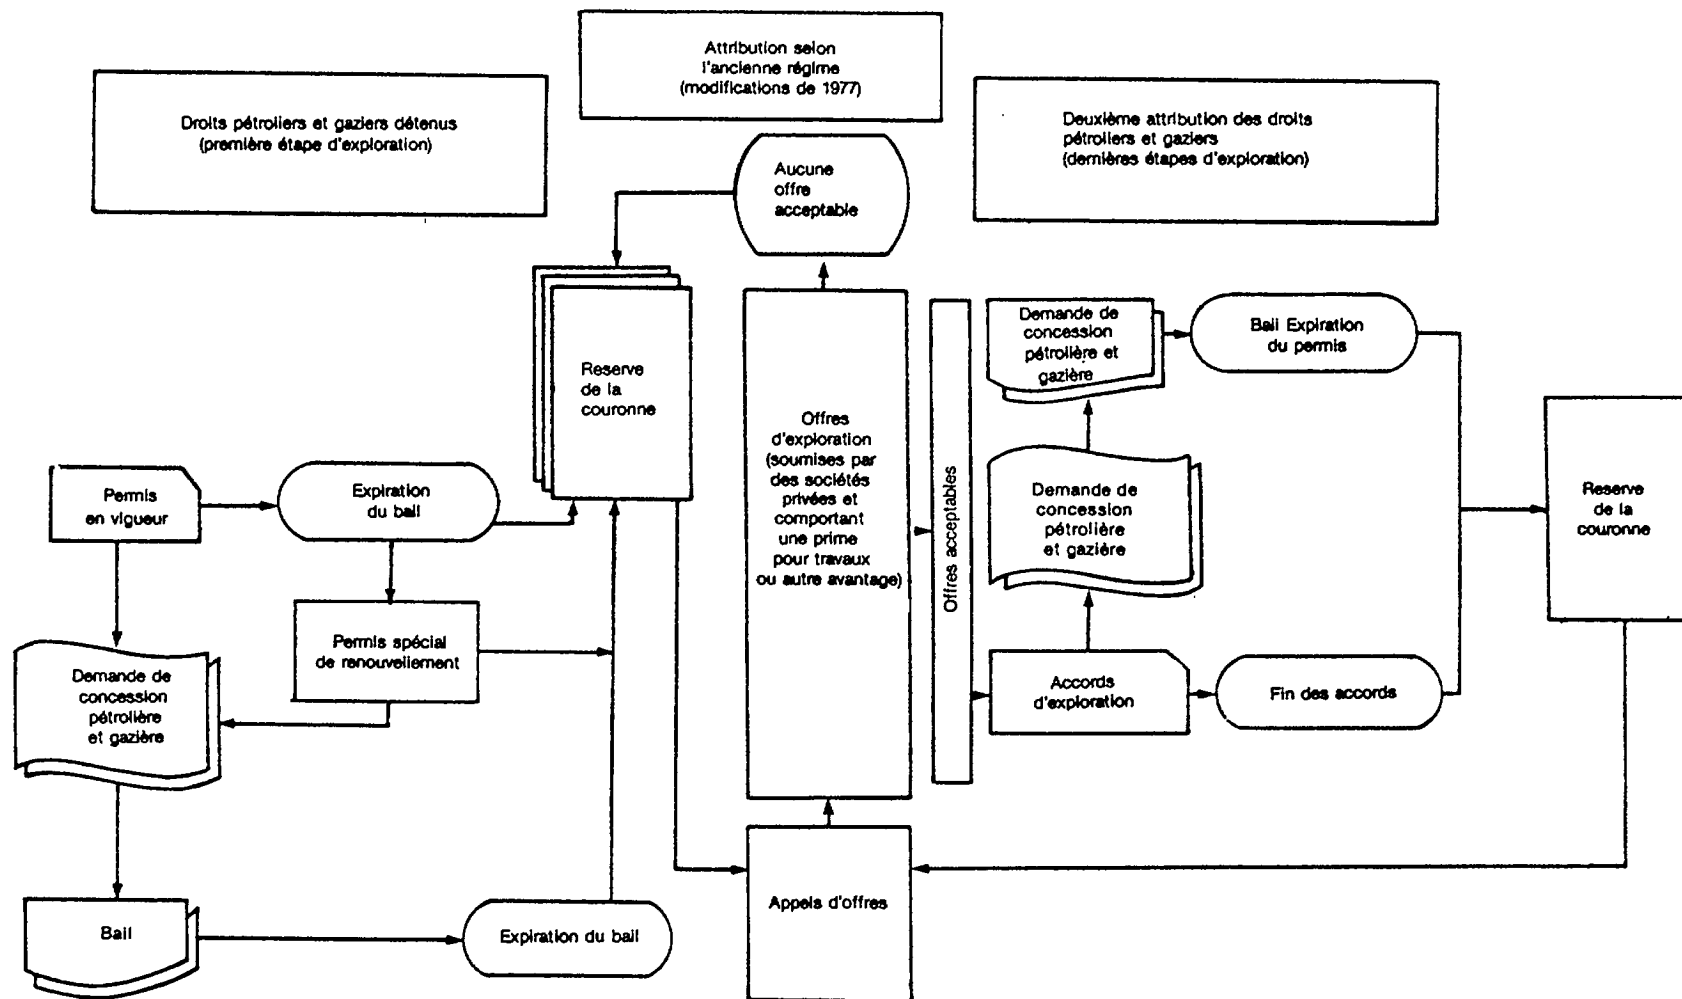 Attribution selon
l'ancienne régime
(modifications de 1977)
Droits pétroliers et gaziers détenus
(première étape d'exploration)
Deuxième attribution des droits
pétroliers et gaziers
(dernières étapes d'exploration)
Aucune
offre
acceptable
Reserve
de la
couronne
Demande de
concession
pétrolière et
gazière
Bail Expiration
du permis
Offres
d'exploration
(soumises par
des sociétés
privées et
comportant
une prime
pour travaux
ou autre avantage)
Offres acceptables
Demande de
concession
pétrolière
et gazière
Reserve
de la
couronne
Permis
en vigueur
Expiration
du bail
Permis spécial
de renouvellement
Demande de
concession
pétrolière
et gazière
Accords
d'exploration
Fin des accords
Appels d'offres
Bail
Expiration du bail